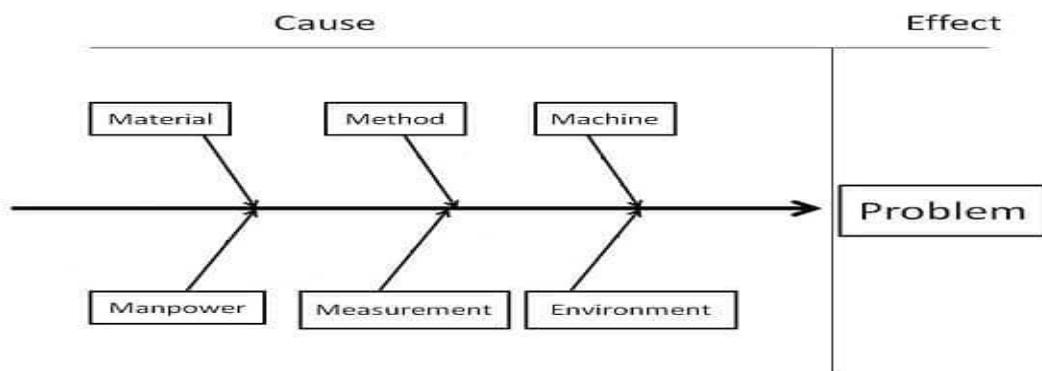 Cause
Effect
Material
Method
Machine
Problem
Manpower
Measurement
Environment